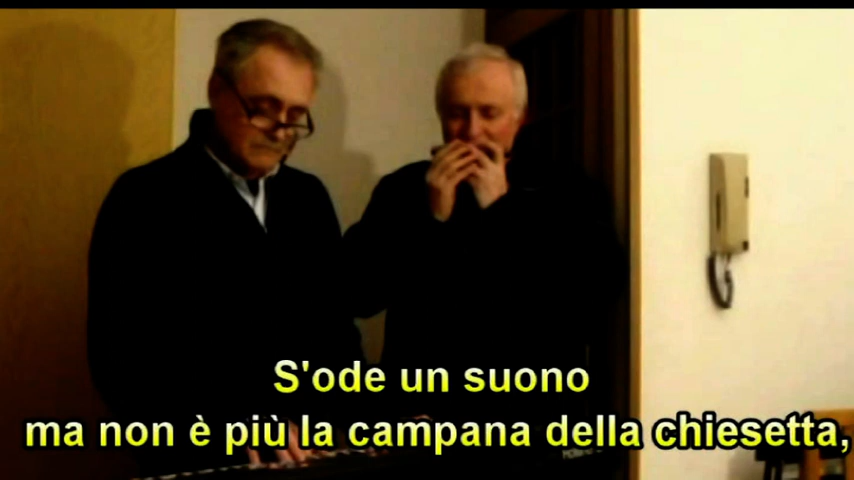 S'ode un suono
ma non è più la campana della chiesetta,